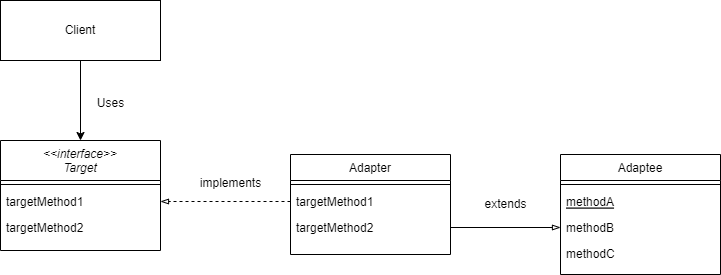 Client
Uses
<<interface>>
Target
targetMethod1
targetMethod2
implements
Adapter
targetMethod1
targetMethod2
extends
Adaptee
methodA
methodB
methodC